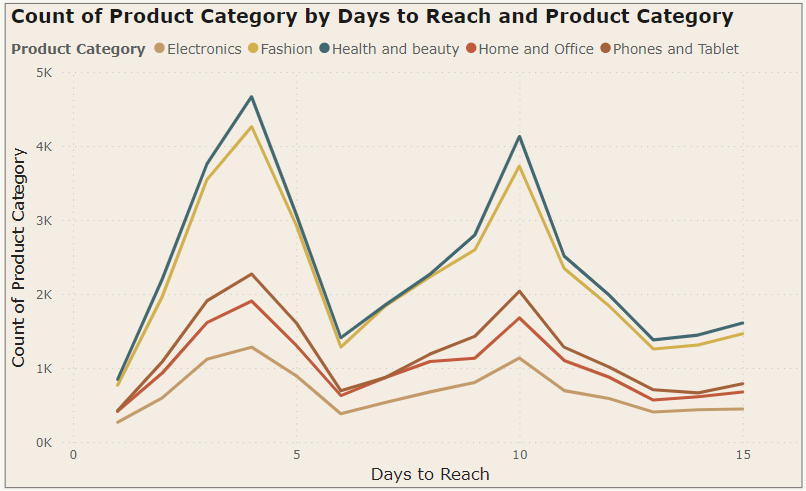 Count of Product Category by Days to Reach and Product Category
Product Category Electronics Fashion Health and beauty Home and Office Phones and Tablet
5K
4K
3K
2K
1K
0K
Count of Product Category
0 5 10 15
Days to Reach